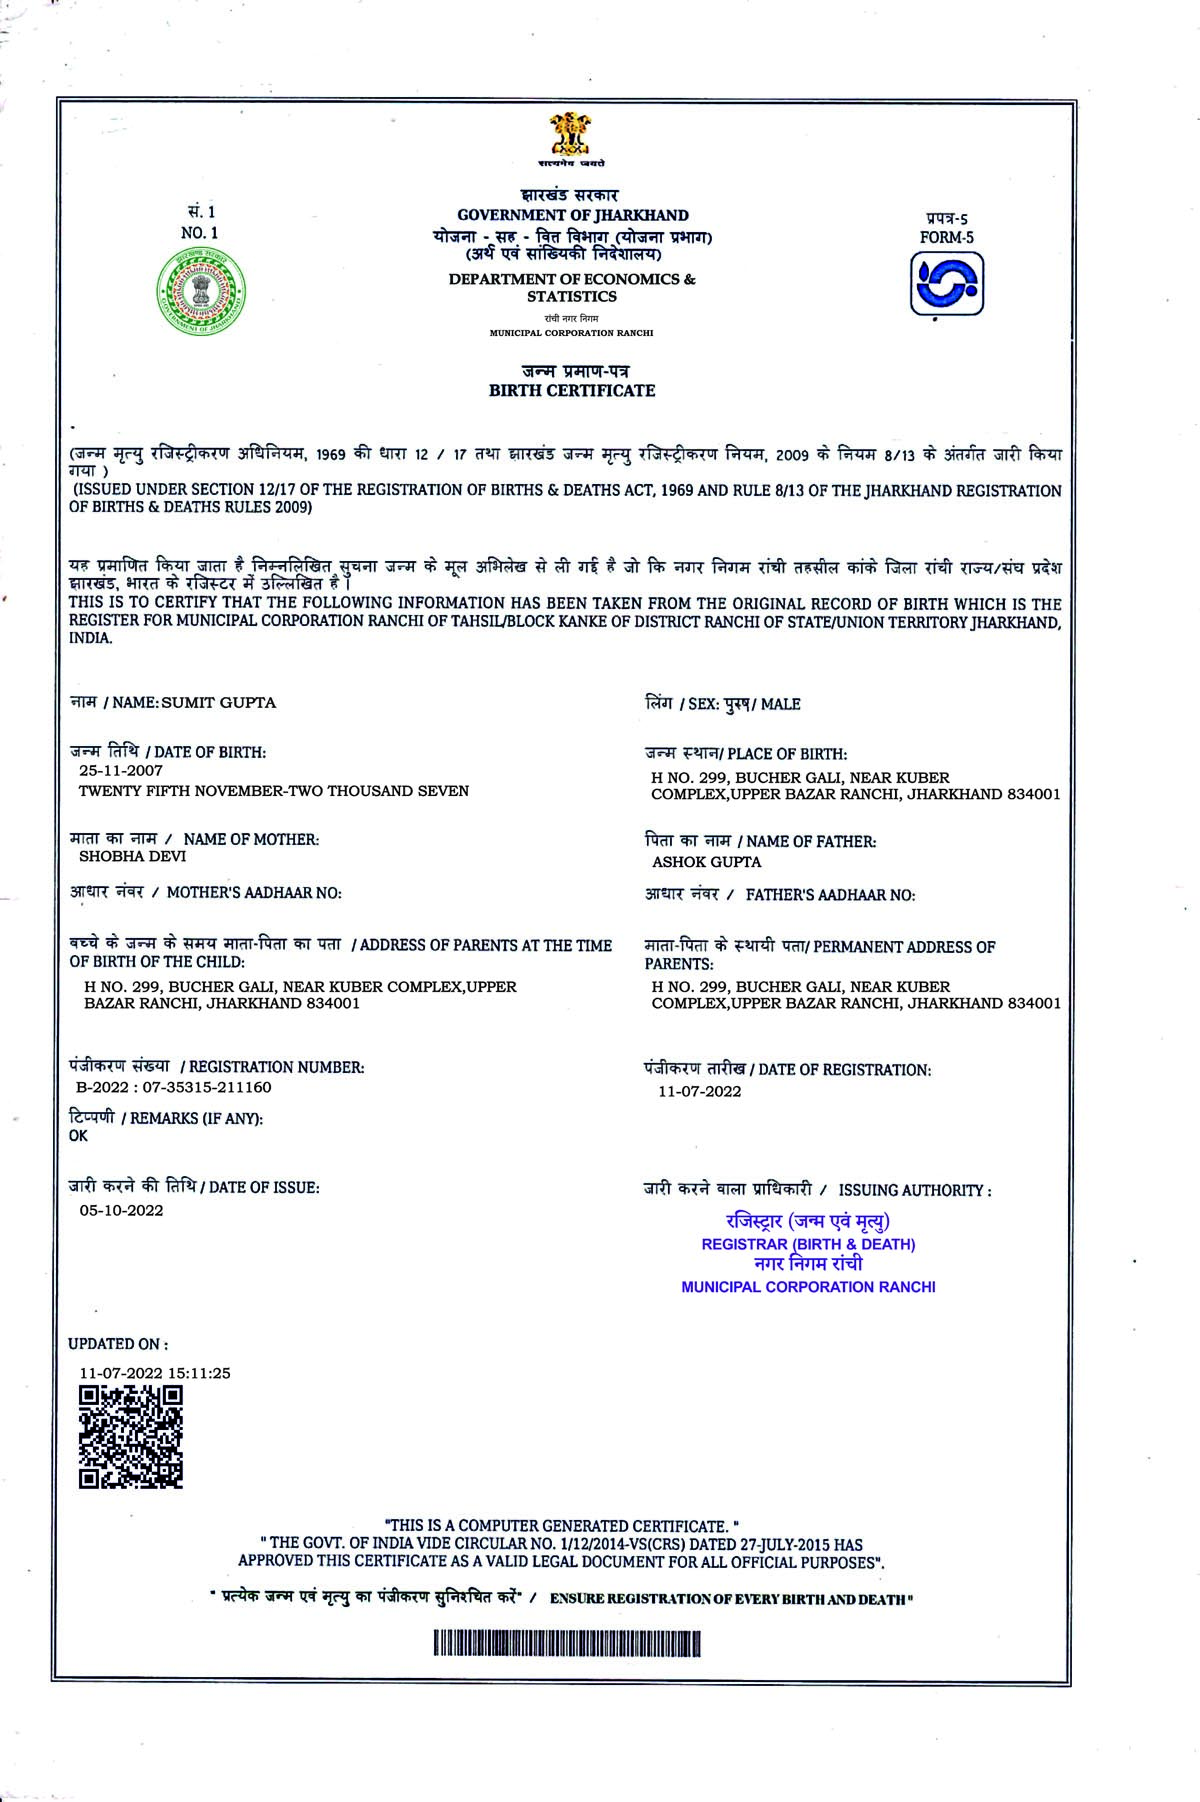 सत्यमेव जयते
झारखंड सरकार
GOVERNMENT OF JHARKHAND
सं. 1
NO. 1
प्रपत्र-5
FORM-5
योजना - सह - वित्त विभाग (योजना प्रभाग)
(अर्थ एवं सांख्यिकी निदेशालय)
DEPARTMENT OF ECONOMICS &
STATISTICS
रांची नगर निगम
MUNICIPAL CORPORATION RANCHI
GOVERNMENT OF JHARKHAND
जन्म प्रमाण-पत्र
BIRTH CERTIFICATE
(जन्म मृत्यु रजिस्ट्रीकरण अधिनियम, 1969 की धारा 12 / 17 तथा झारखंड जन्म मृत्यु रजिस्ट्रीकरण नियम, 2009 के नियम 8/13 के अंतर्गत जारी किया
गया )
(ISSUED UNDER SECTION 12/17 OF THE REGISTRATION OF BIRTHS & DEATHS ACT, 1969 AND RULE 8/13 OF THE JHARKHAND REGISTRATION
OF BIRTHS & DEATHS RULES 2009)
यह प्रमाणित किया जाता है निम्नलिखित सुचना जन्म के मूल अभिलेख से ली गई है जो कि नगर निगम रांची तहसील कांके जिला रांची राज्य/संघ प्रदेश
झारखंड, भारत के रजिस्टर में उल्लिखित है |
THIS IS TO CERTIFY THAT THE FOLLOWING INFORMATION HAS BEEN TAKEN FROM THE ORIGINAL RECORD OF BIRTH WHICH IS THE
REGISTER FOR MUNICIPAL CORPORATION RANCHI OF TAHSIL/BLOCK KANKE OF DISTRICT RANCHI OF STATE/UNION TERRITORY JHARKHAND,
INDIA.
नाम / NAME: SUMIT GUPTA
लिंग / SEX: पुरुष/ MALE
जन्म तिथि / DATE OF BIRTH:
25-11-2007
TWENTY FIFTH NOVEMBER-TWO THOUSAND SEVEN
जन्म स्थान/ PLACE OF BIRTH:
H NO. 299, BUCHER GALI, NEAR KUBER
COMPLEX,UPPER BAZAR RANCHI, JHARKHAND 834001
माता का नाम / NAME OF MOTHER:
SHOBHA DEVI
पिता का नाम / NAME OF FATHER:
ASHOK GUPTA
आधार नंबर / MOTHER'S AADHAAR NO:
आधार नंबर / FATHER'S AADHAAR NO:
बच्चे के जन्म के समय माता-पिता का पता / ADDRESS OF PARENTS AT THE TIME
OF BIRTH OF THE CHILD:
H NO. 299, BUCHER GALI, NEAR KUBER COMPLEX,UPPER
BAZAR RANCHI, JHARKHAND 834001
माता-पिता के स्थायी पता/ PERMANENT ADDRESS OF
PARENTS:
H NO. 299, BUCHER GALI, NEAR KUBER
COMPLEX,UPPER BAZAR RANCHI, JHARKHAND 834001
पंजीकरण संख्या / REGISTRATION NUMBER:
B-2022 : 07-35315-211160
पंजीकरण तारीख / DATE OF REGISTRATION:
11-07-2022
टिप्पणी / REMARKS (IF ANY):
OK
जारी करने की तिथि / DATE OF ISSUE:
05-10-2022
जारी करने वाला प्राधिकारी / ISSUING AUTHORITY :
रजिस्ट्रार (जन्म एवं मृत्यु)
REGISTRAR (BIRTH & DEATH)
नगर निगम रांची
MUNICIPAL CORPORATION RANCHI
UPDATED ON :
11-07-2022 15:11:25
"THIS IS A COMPUTER GENERATED CERTIFICATE. "
" THE GOVT. OF INDIA VIDE CIRCULAR NO. 1/12/2014-VS(CRS) DATED 27-JULY-2015 HAS
APPROVED THIS CERTIFICATE AS A VALID LEGAL DOCUMENT FOR ALL OFFICIAL PURPOSES".
" प्रत्येक जन्म एवं मृत्यु का पंजीकरण सुनिश्चित करें" / ENSURE REGISTRATION OF EVERY BIRTH AND DEATH "